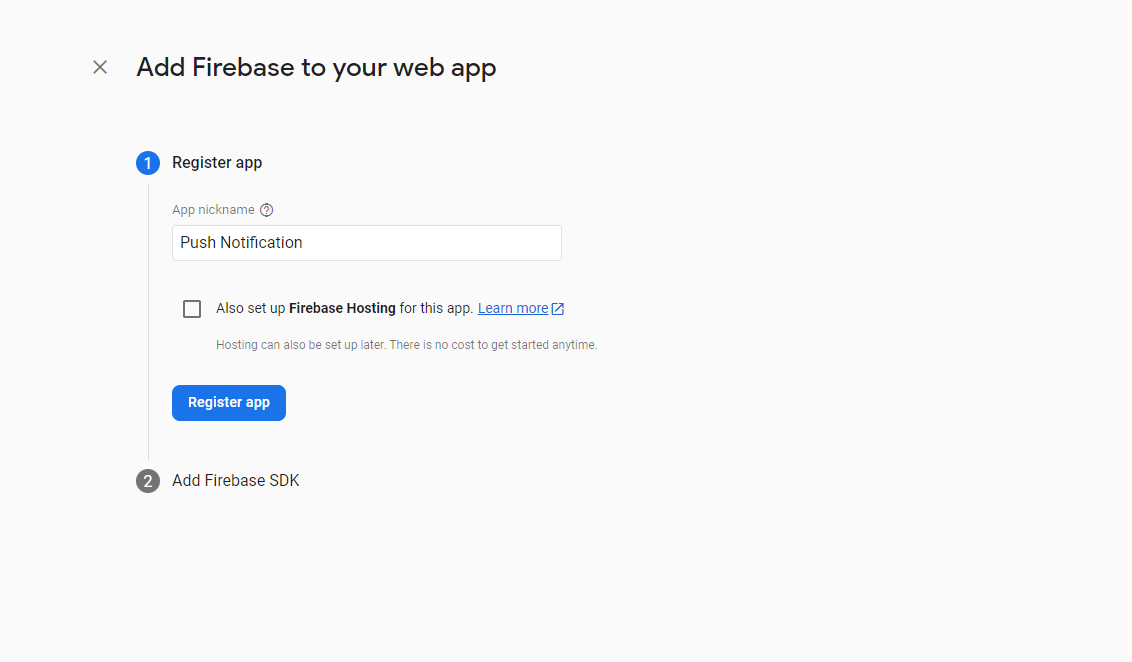 Add Firebase to your web app
1 Register app
App nickname
Push Notification
Also set up Firebase Hosting for this app. Learn more
Hosting can also be set up later. There is no cost to get started anytime.
Register app
2 Add Firebase SDK